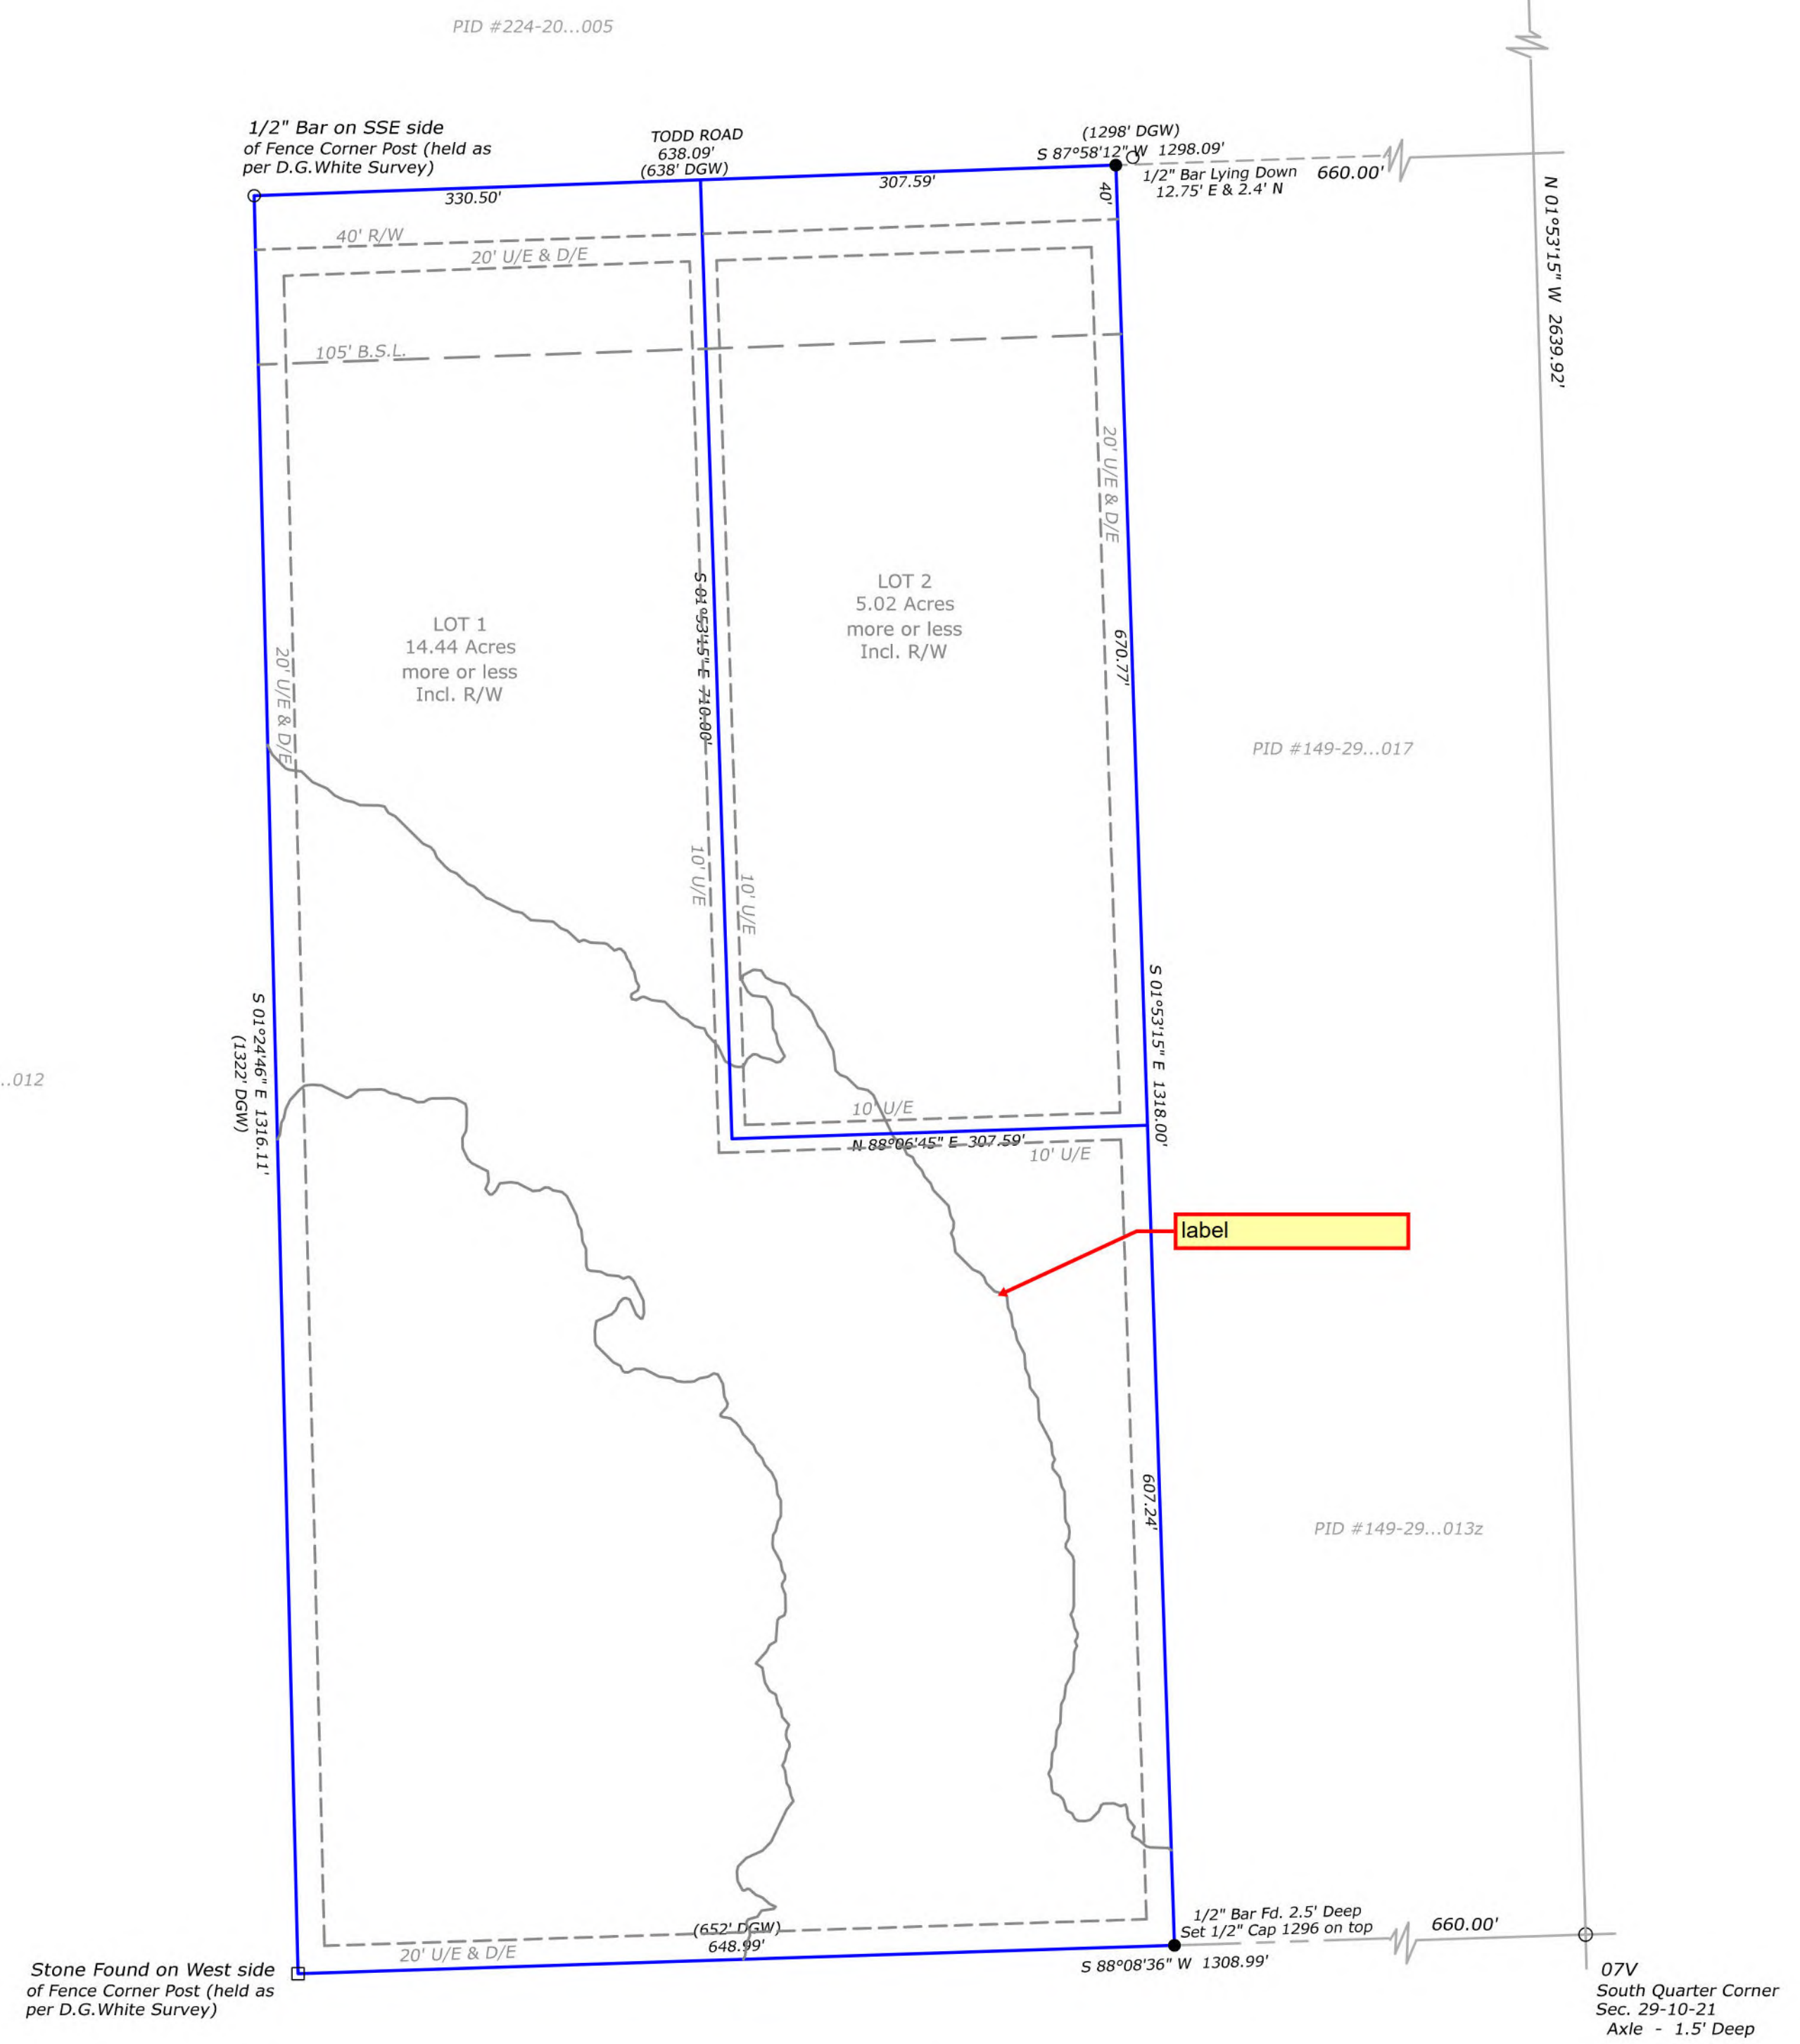 PID #224-20...005
1/2" Bar on SSE side
of Fence Corner Post (held as
per D.G.White Survey)
TODD ROAD
638.09'
(638' DGW)
(1298' DGW)
S 87°58'12" W 1298.09'
1/2" Bar Lying Down
12.75' E & 2.4' N
660.00'
330.50'
307.59'
40'
N 01°53'15" W 2639.92'
40' R/W
20' U/E & D/E
105' B.S.L.
20' U/E & D/E
LOT 1
14.44 Acres
more or less
Incl. R/W
LOT 2
5.02 Acres
more or less
Incl. R/W
S 01°53'15" E 710.00'
670.77'
20' U/E & D/E
PID #149-29...017
10' U/E
10' U/E
S 01°24'46" E 1316.11'
(1322' DGW)
..012
S 01°53'15" E 1318.00'
10' U/E
N 88°06'45" E 307.59'
10' U/E
label
607.24'
PID #149-29...013z
(652' DGW)
648.99'
20' U/E & D/E
1/2" Bar Fd. 2.5' Deep
Set 1/2" Cap 1296 on top
660.00'
S 88°08'36" W 1308.99'
Stone Found on West side
of Fence Corner Post (held as
per D.G.White Survey)
07V
South Quarter Corner
Sec. 29-10-21
Axle - 1.5' Deep